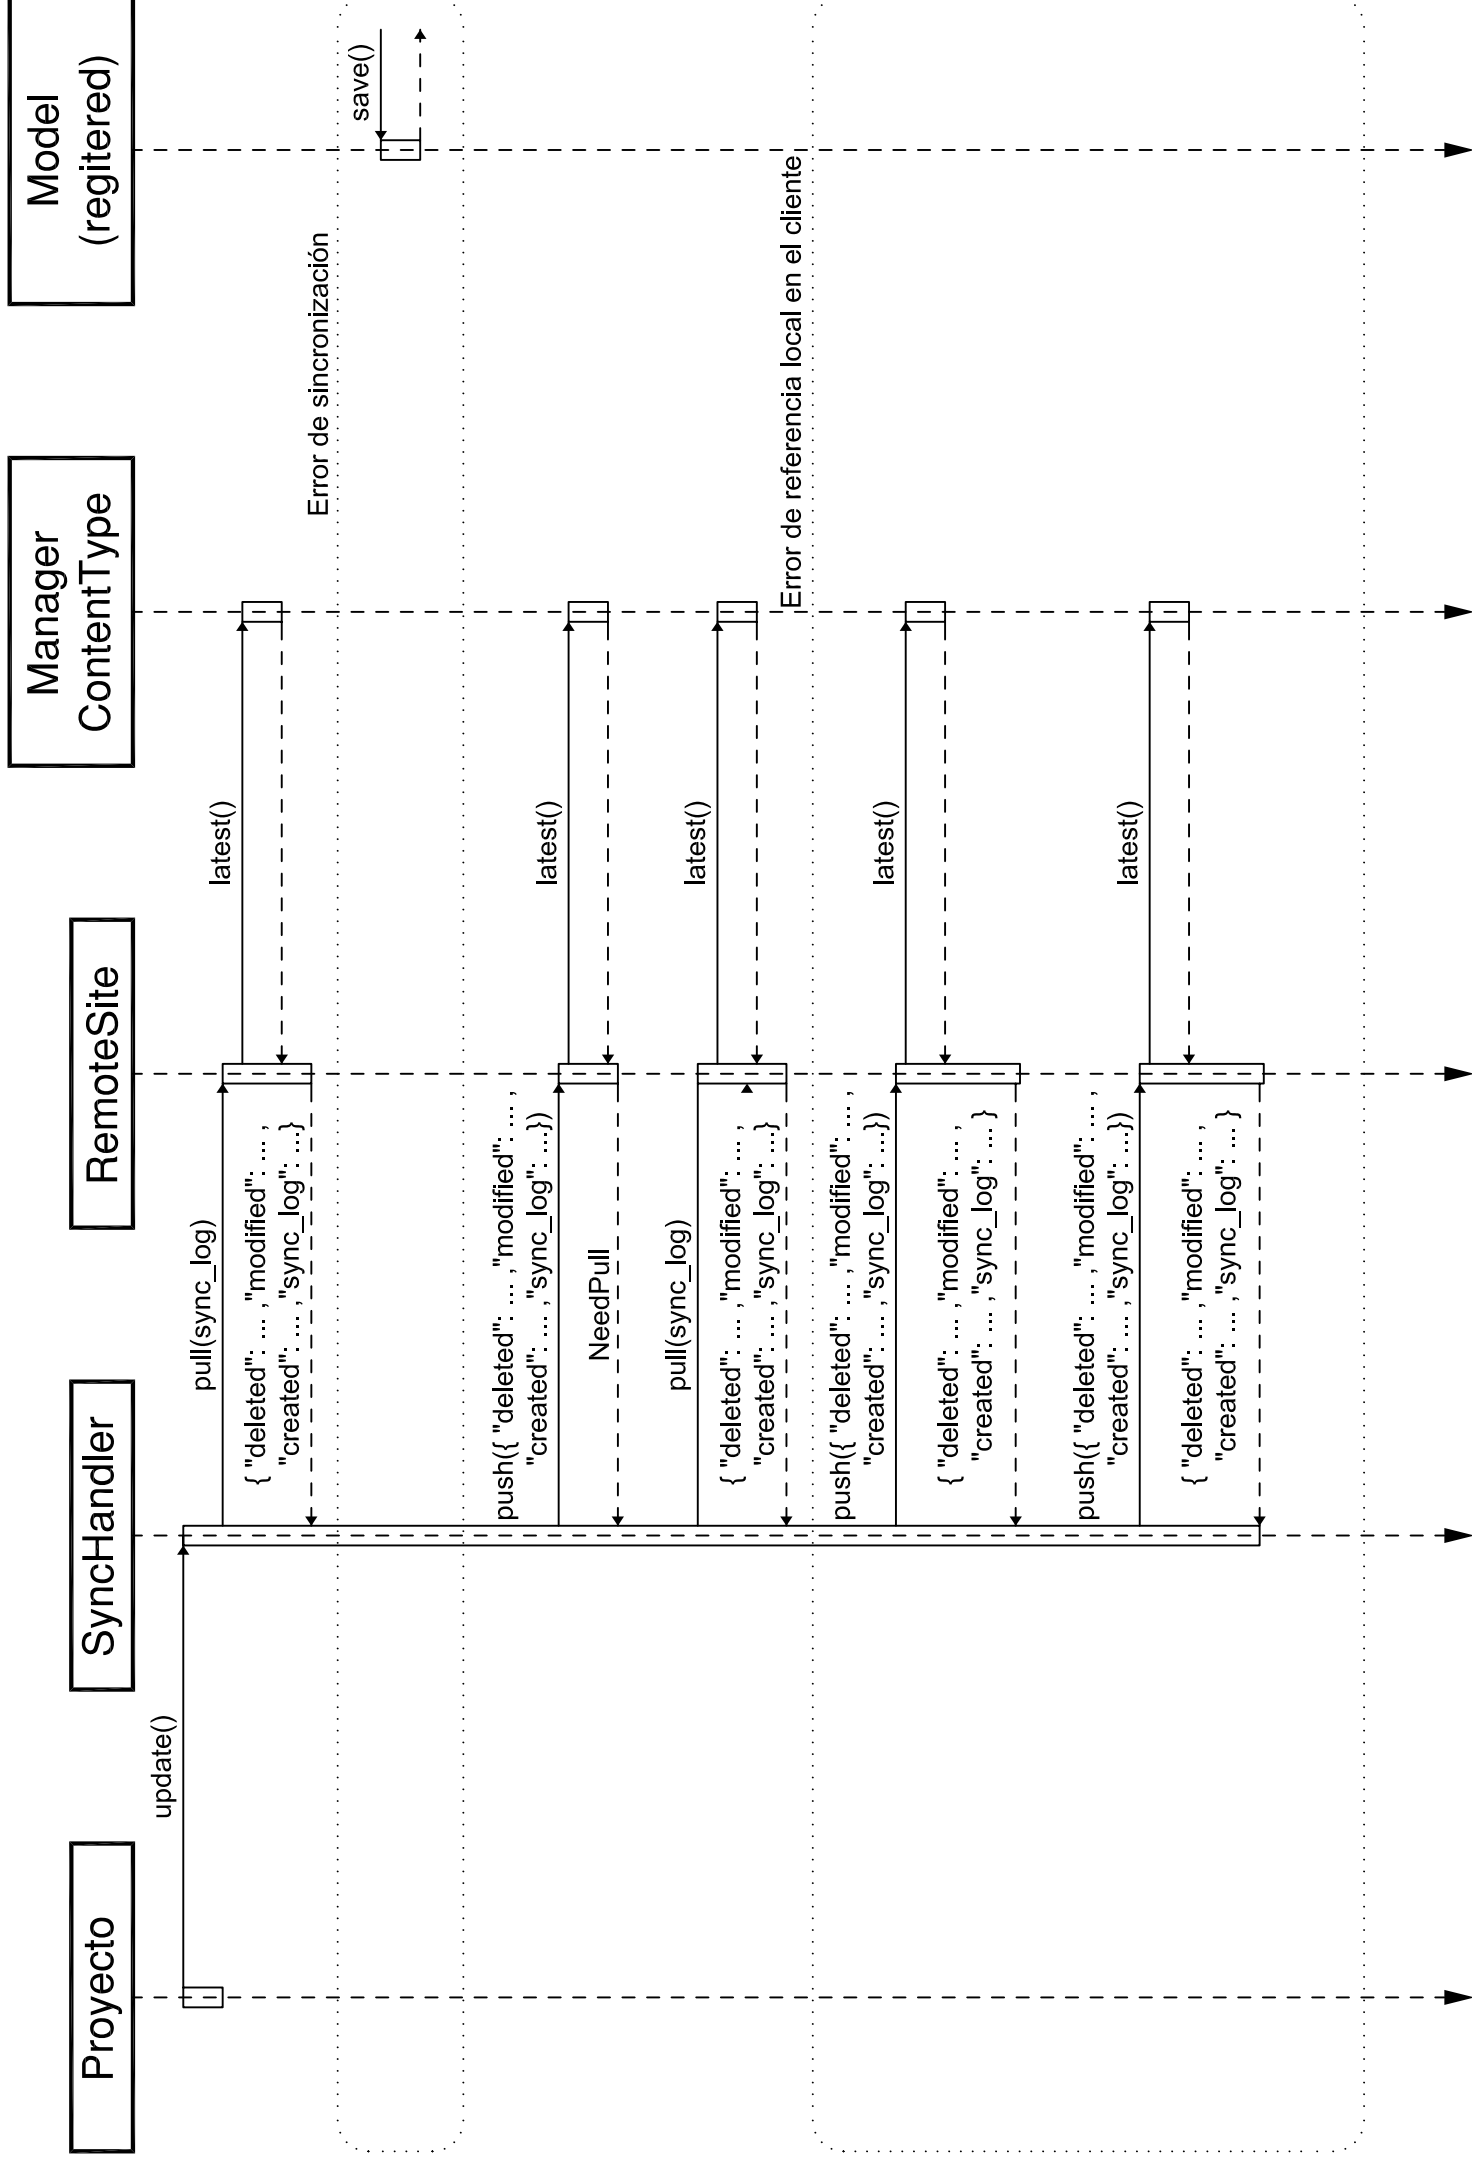 Proyecto
SyncHandler
RemoteSite
Manager
ContentType
Model
(regitered)
update()
pull(sync_log)
latest()
{ "deleted": ... ,"modified": ... ,
"created": ... ,"sync_log": ...}
Error de sincronización
save()
push({ "deleted": ... ,"modified": ... ,
"created": ... ,"sync_log": ...})
latest()
NeedPull
pull(sync_log)
latest()
{ "deleted": ... ,"modified": ... ,
"created": ... ,"sync_log": ...}
Error de referencia local en el cliente
push({ "deleted": ... ,"modified": ... ,
"created": ... ,"sync_log": ...})
latest()
{ "deleted": ... ,"modified": ... ,
"created": ... ,"sync_log": ... }
push({ "deleted": ... ,"modified": ... ,
"created": ... ,"sync_log": ...})
latest()
{ "deleted": ... ,"modified": ... ,
"created": ... ,"sync_log": ... }